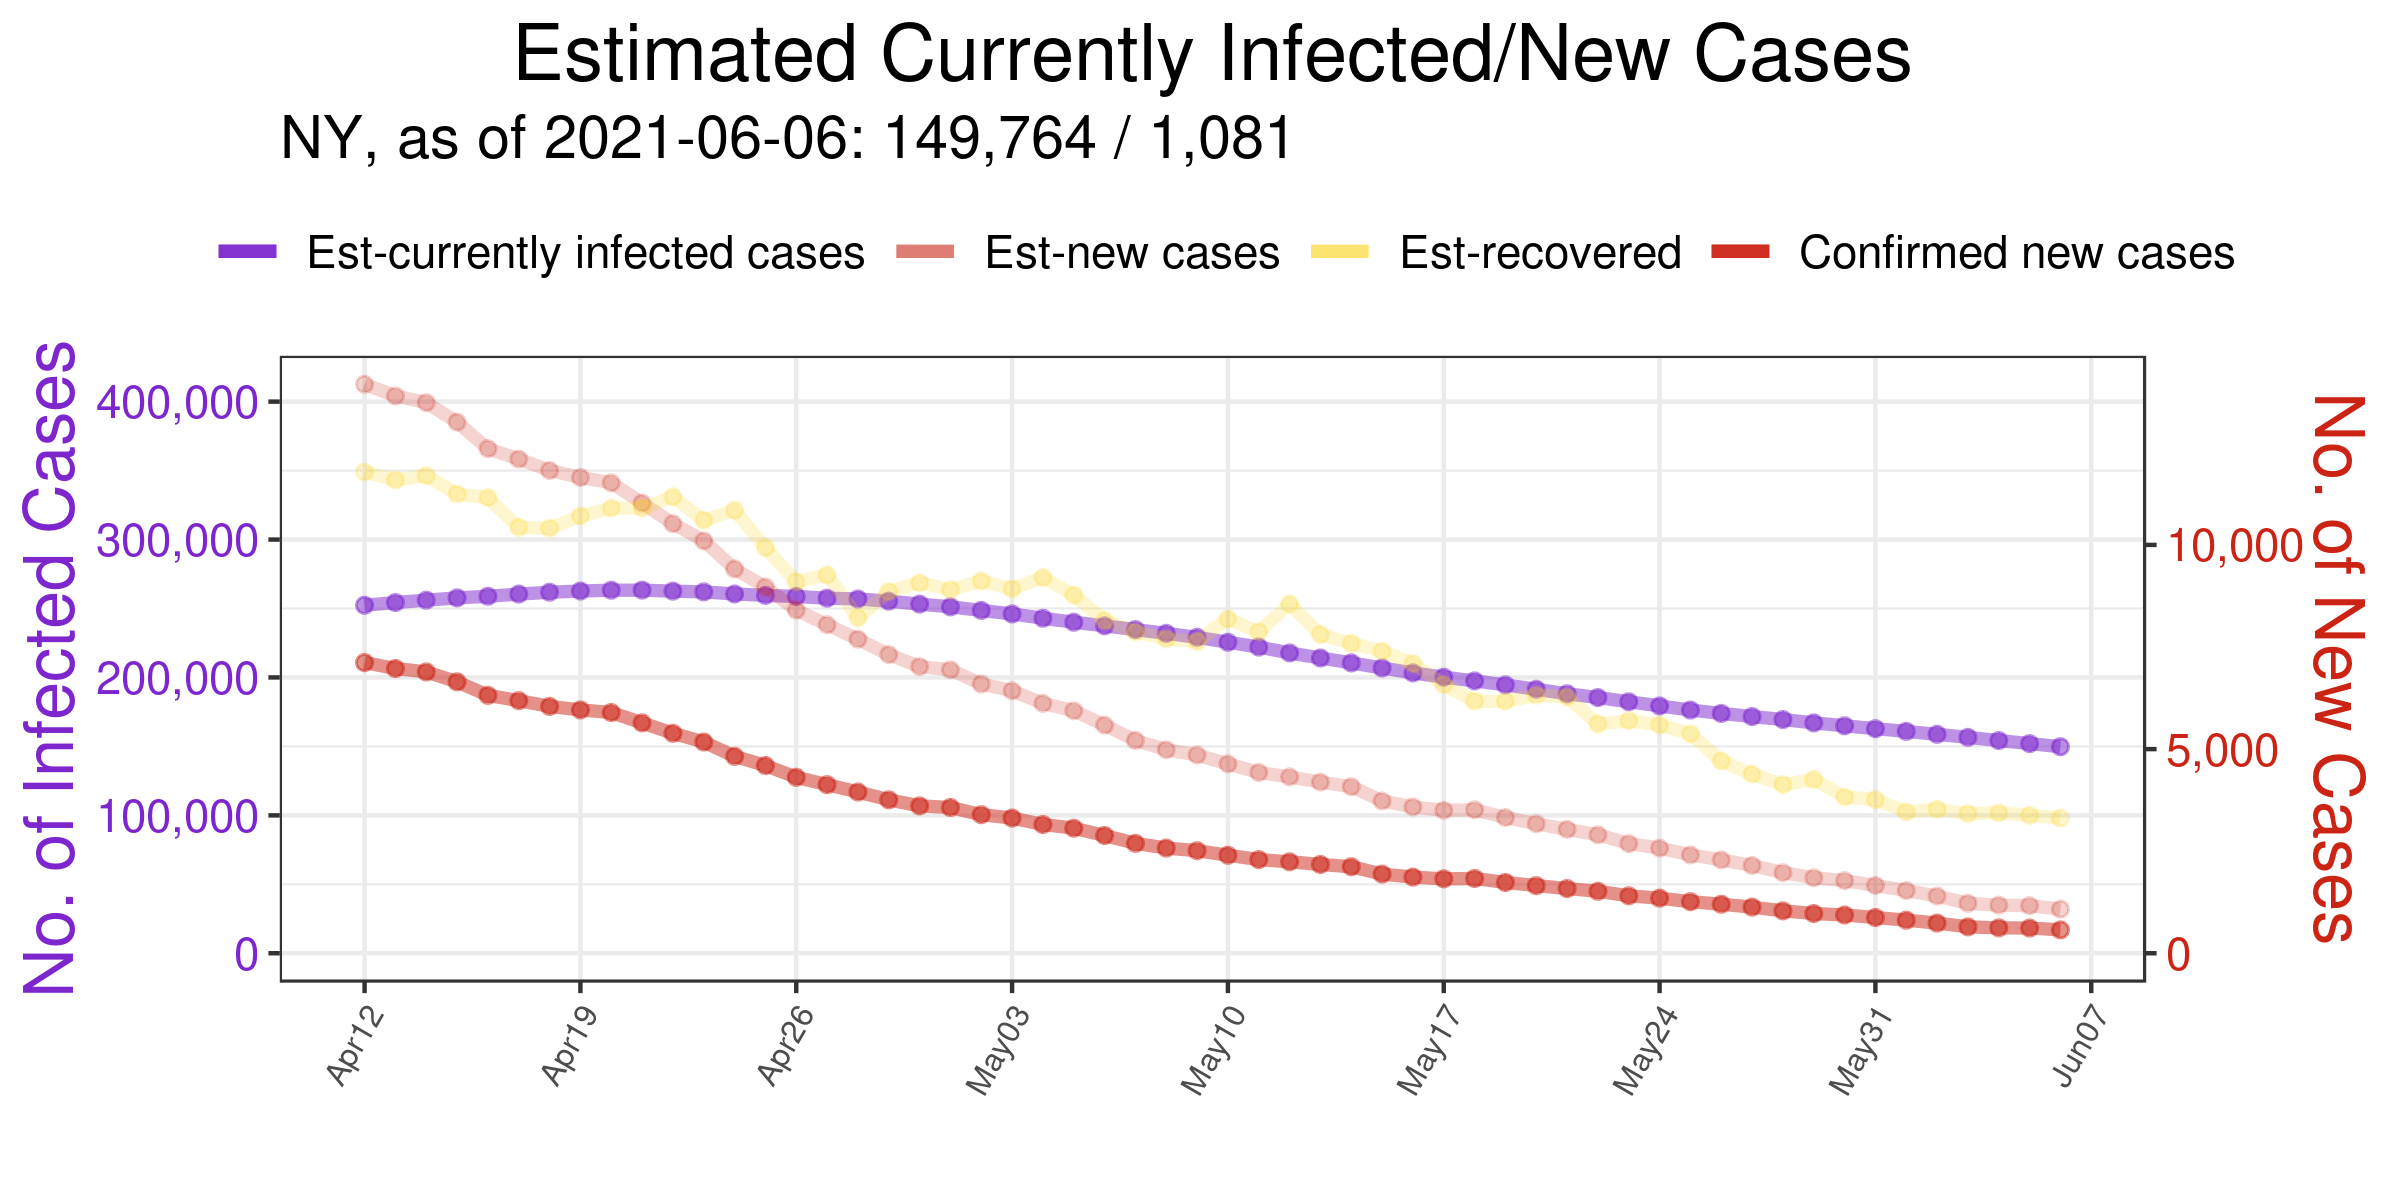 Estimated Currently Infected/New Cases
NY, as of 2021-06-06: 149,764 / 1,081
Est-currently infected cases Est-new cases Est-recovered Confirmed new cases
No. of Infected Cases
400,000
300,000
200,000
100,000
0
10,000
5,000
0
No. of New Cases
Apr12 Apr19 Apr26 May03 May10 May17 May24 May31 Jun07